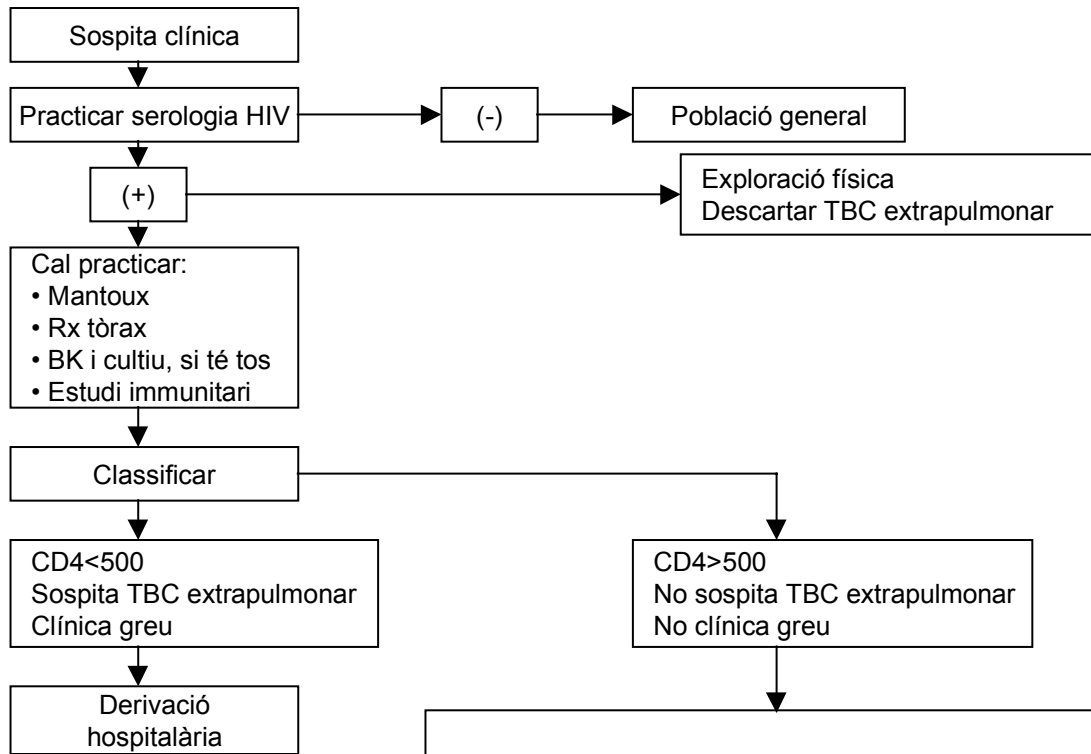 Sospita clínica
Practicar serologia HIV
(-)
Població general
(+)
Exploració física
Descartar TBC extrapulmonar
Cal practicar:
• Mantoux
• Rx tòrax
• BK i cultiu, si té tos
• Estudi immunitari
Classificar
CD4<500
Sospita TBC extrapulmonar
Clínica greu
CD4>500
No sospita TBC extrapulmonar
No clínica greu
Derivació
hospitalària